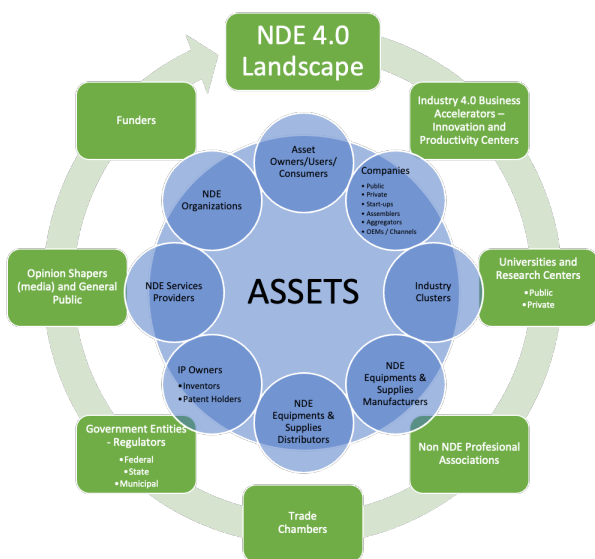 NDE 4.0
Landscape
Industry 4.0 Business
Accelerators –
Innovation and
Productivity Centers
Universities and
Research Centers
• Public
• Private
Non NDE Profesional
Associations
Trade
Chambers
Government Entities
- Regulators
• Federal
• State
• Municipal
Opinion Shapers
(media) and General
Public
Funders
Asset
Owners/Users/
Consumers
Companies
• Public
• Private
• Start-ups
• Assemblers
• Aggregators
• OEMs / Channels
Industry
Clusters
NDE
Equipments &
Supplies
Manufacturers
NDE
Equipments &
Supplies
Distributors
IP Owners
• Inventors
• Patent Holders
NDE Services
Providers
NDE
Organizations
ASSETS